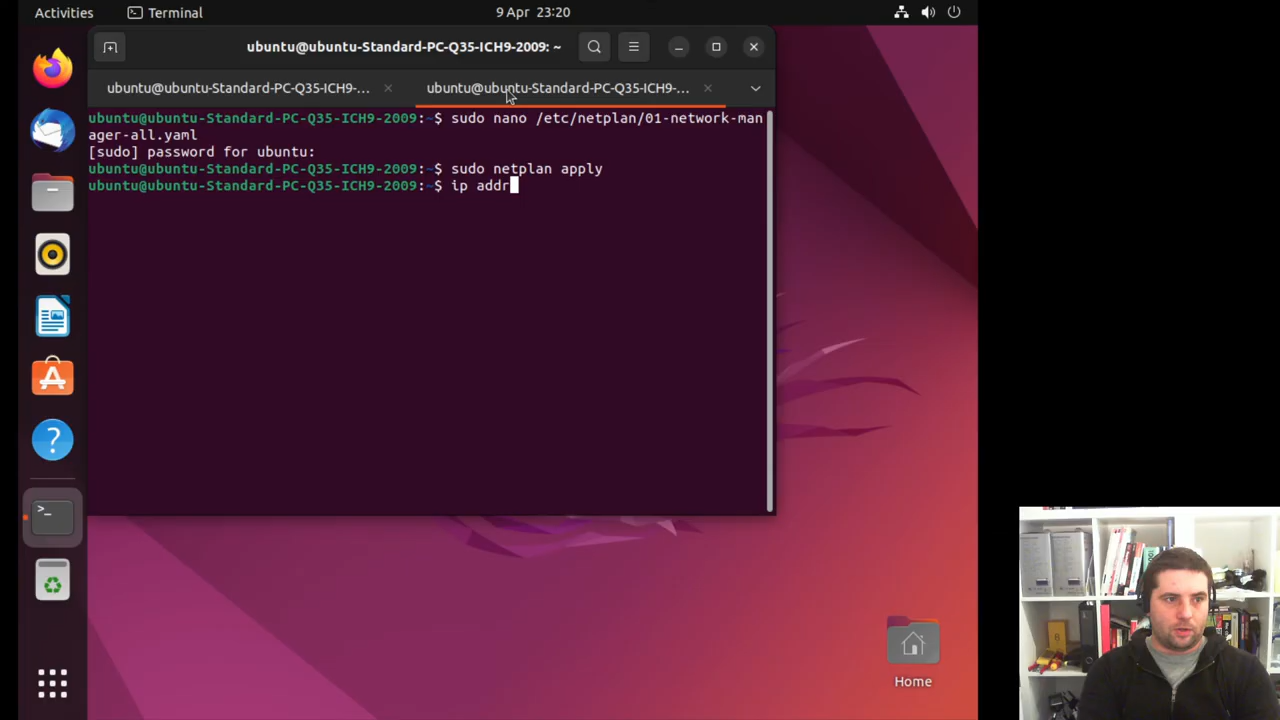 Activities
Terminal
9 Apr 23:20
ubuntu@ubuntu-Standard-PC-Q35-ICH9-2009: ~
ubuntu@ubuntu-Standard-PC-Q35-ICH9-...
ubuntu@ubuntu-Standard-PC-Q35-ICH9-...
ubuntu@ubuntu-Standard-PC-Q35-ICH9-2009:~$ sudo nano /etc/netplan/01-network-man
ager-all.yaml
[sudo] password for ubuntu:
ubuntu@ubuntu-Standard-PC-Q35-ICH9-2009:~$ sudo netplan apply
ubuntu@ubuntu-Standard-PC-Q35-ICH9-2009:~$ ip addr
Home